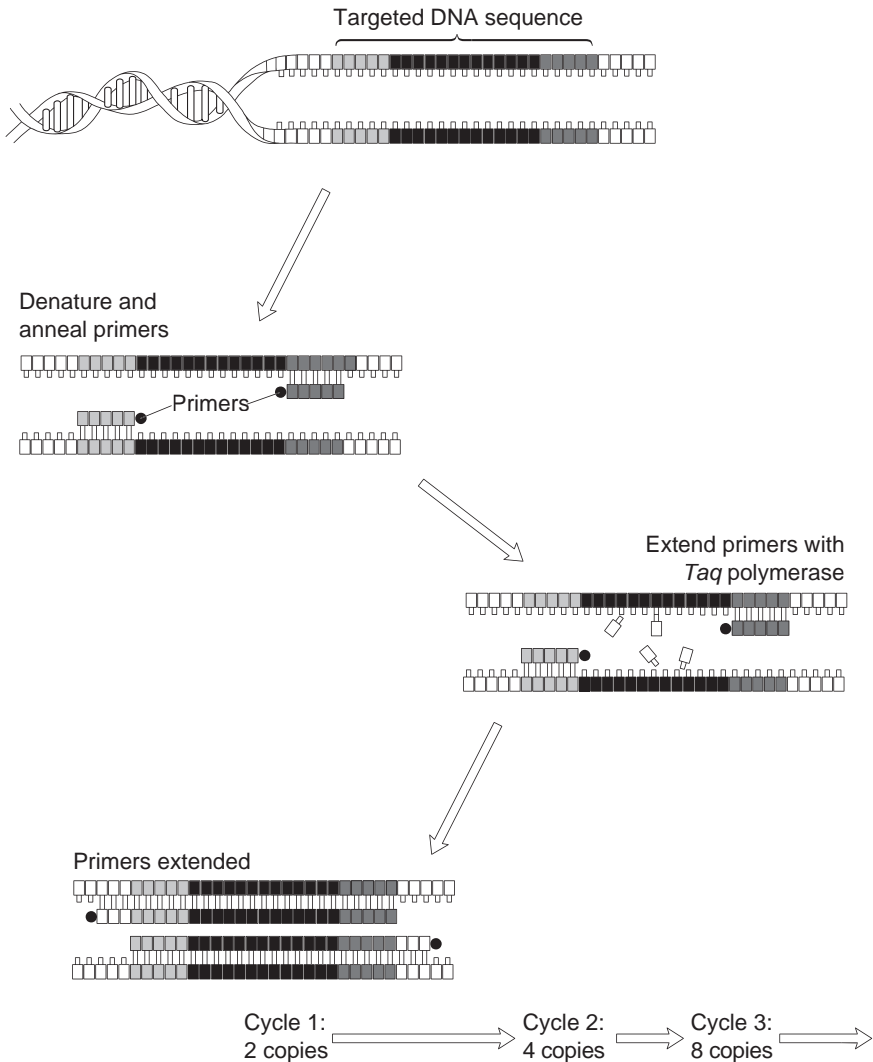 Targeted DNA sequence
Denature and
anneal primers
Primers
Extend primers with
Taq polymerase
Primers extended
Cycle 1:
2 copies
Cycle 2:
4 copies
Cycle 3:
8 copies